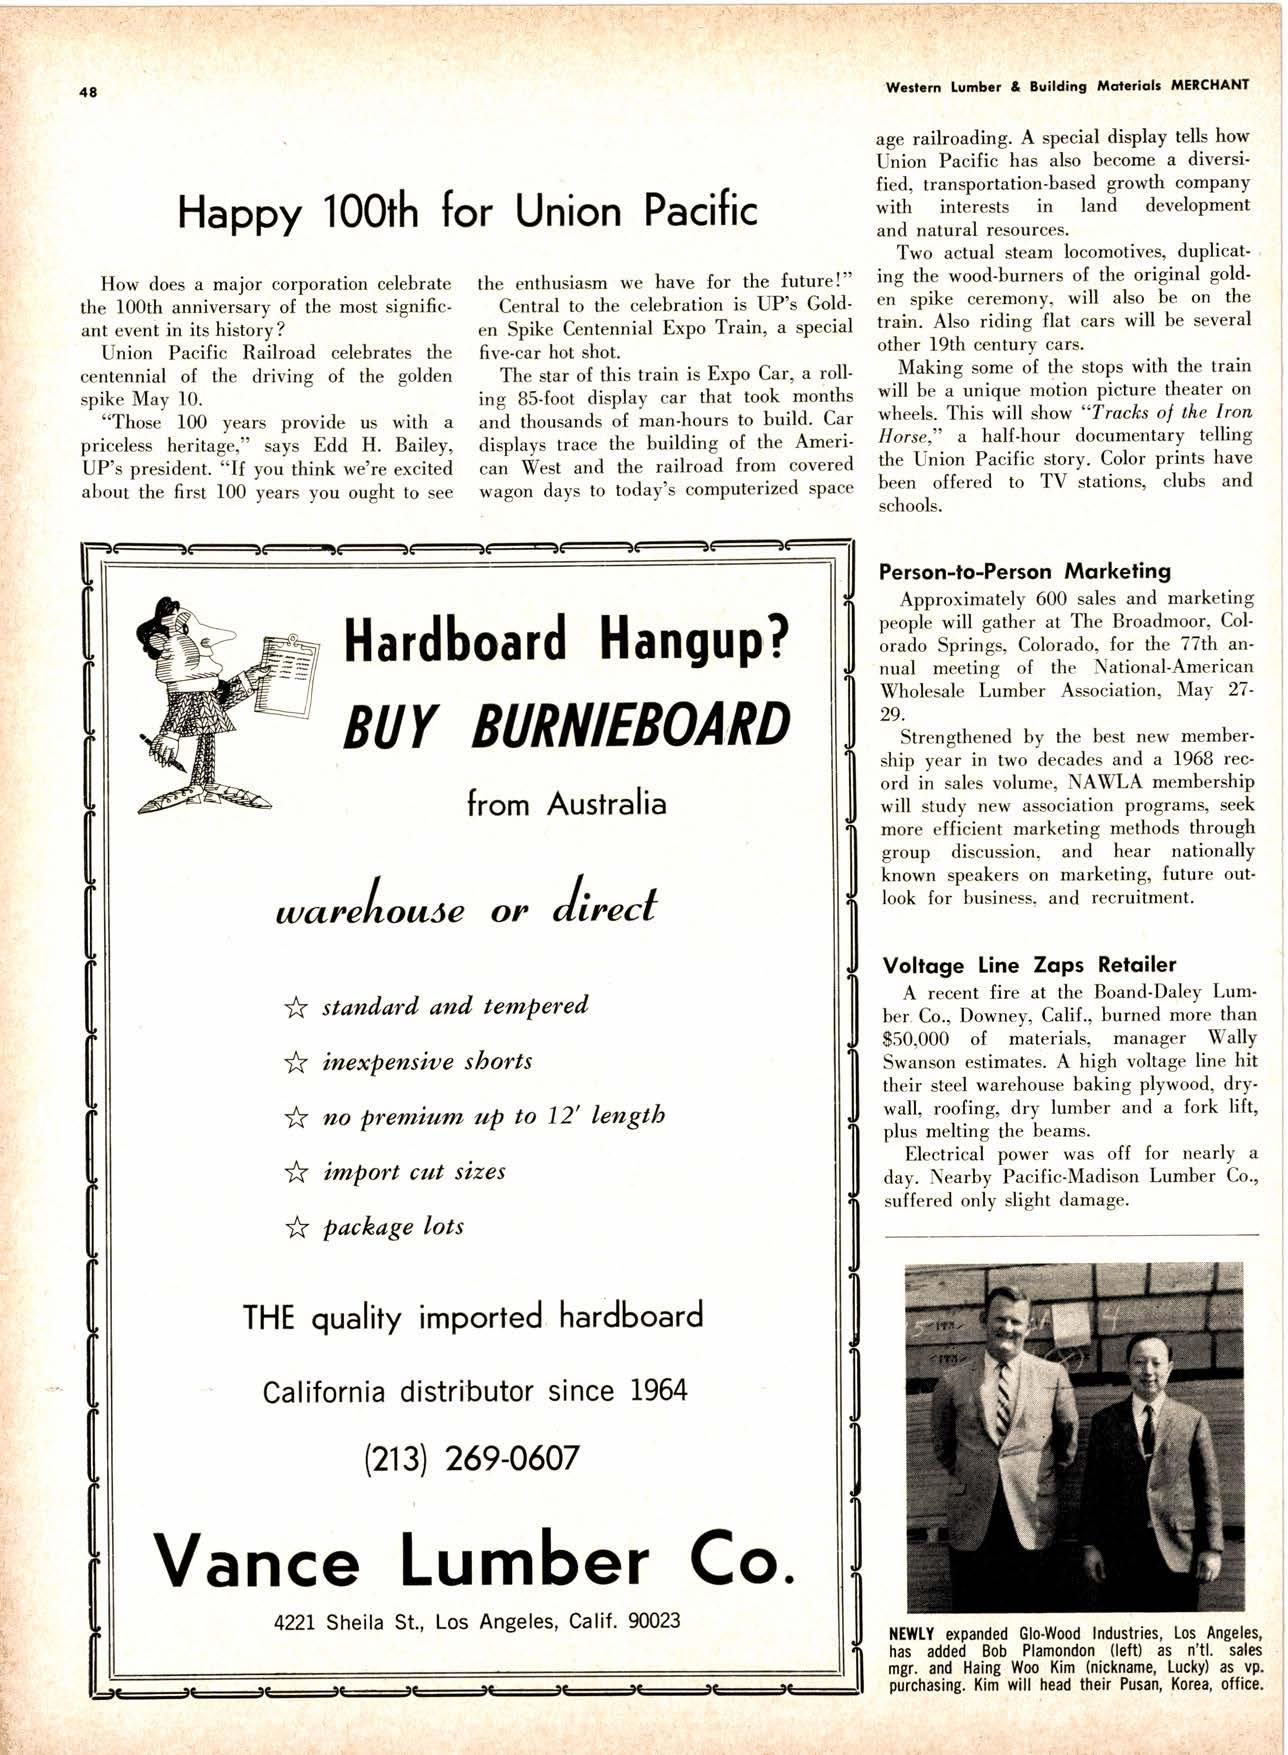 48
Western Lumber & Building Materials MERCHANT
Happy 100th for Union Pacific
How does a major corporation celebrate
the 100th anniversary of the most signific-
ant event in its history?
Union Pacific Railroad celebrates the
centennial of the driving of the golden
spike May 10.
"Those 100 years provide us with a
priceless heritage," says Edd H. Bailey,
UP's president. "If you think we're excited
about the first 100 years you ought to see
the enthusiasm we have for the future!"
Central to the celebration is UP's Gold-
en Spike Centennial Expo Train, a special
five-car hot shot.
The star of this train is Expo Car, a roll-
ing 85-foot display car that took months
and thousands of man-hours to build. Car
displays trace the building of the Ameri-
can West and the railroad from covered
wagon days to today's computerized space
age railroading. A special display tells how
Union Pacific has also become a diversi-
fied, transportation-based growth company
with interests in land development
and natural resources.
Two actual steam locomotives, duplicat-
ing the wood-burners of the original gold-
en spike ceremony, will also be on the
train. Also riding flat cars will be several
other 19th century cars.
Making some of the stops with the train
will be a unique motion picture theater on
wheels. This will show "Tracks of the Iron
Horse," a half-hour documentary telling
the Union Pacific story. Color prints have
been offered to TV stations, clubs and
schools.
Hardboard Hangup?
BUY BURNIEBOARD
from Australia
warehouse or direct
☆ standard and tempered
☆ inexpensive shorts
☆ no premium up to 12' length
☆ import cut sizes
☆ package lots
THE quality imported hardboard
California distributor since 1964
(213) 269-0607
Vance Lumber Co.
4221 Sheila St., Los Angeles, Calif. 90023
Person-to-Person Marketing
Approximately 600 sales and marketing
people will gather at The Broadmoor, Col-
orado Springs, Colorado, for the 77th an-
nual meeting of the National-American
Wholesale Lumber Association, May 27-
29.
Strengthened by the best new member-
ship year in two decades and a 1968 rec-
ord in sales volume, NAWLA membership
will study new association programs, seek
more efficient marketing methods through
group discussion, and hear nationally
known speakers on marketing, future out-
look for business, and recruitment.
Voltage Line Zaps Retailer
A recent fire at the Boand-Daley Lum-
ber Co., Downey, Calif., burned more than
$50,000 of materials, manager Wally
Swanson estimates. A high voltage line hit
their steel warehouse baking plywood, dry-
wall, roofing, dry lumber and a fork lift,
plus melting the beams.
Electrical power was off for nearly a
day. Nearby Pacific-Madison Lumber Co.,
suffered only slight damage.
NEWLY expanded Glo-Wood Industries, Los Angeles,
has added Bob Plamondon (left) as n'tl. sales
mgr. and Haing Woo Kim (nickname, Lucky) as vp.
purchasing. Kim will head their Pusan, Korea, office.